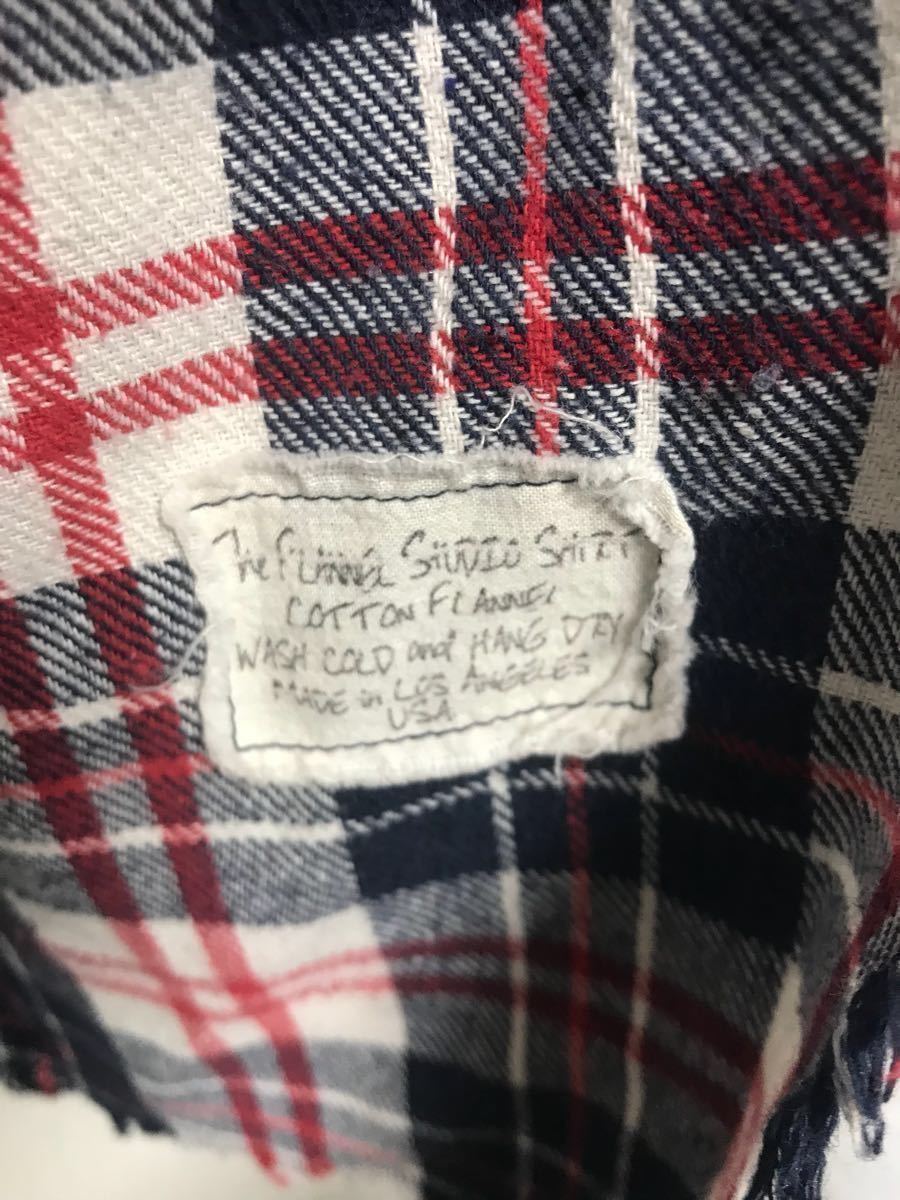 The FLANNEL STUDIO SHIRT
COTTON FLANNEL
WASH COLD and HANG DRY
MADE in LOS ANGELES
USA